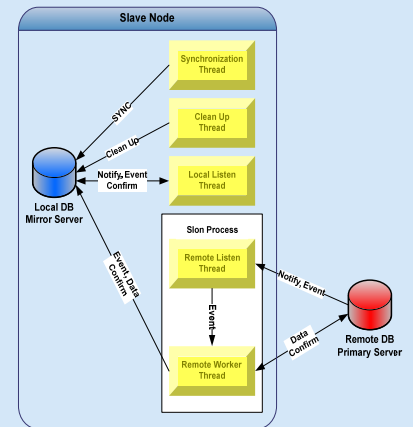 Slave Node
Synchronization
Thread
SYNC
Clean Up
Thread
Clean Up
Notify, Event
Confirm
Local Listen
Thread
Local DB
Mirror Server
Slon Process
Remote Listen
Thread
Event, Data
Confirm
Notify, Event
Event
Data
Confirm
Remote DB
Primary Server
Remote Worker
Thread